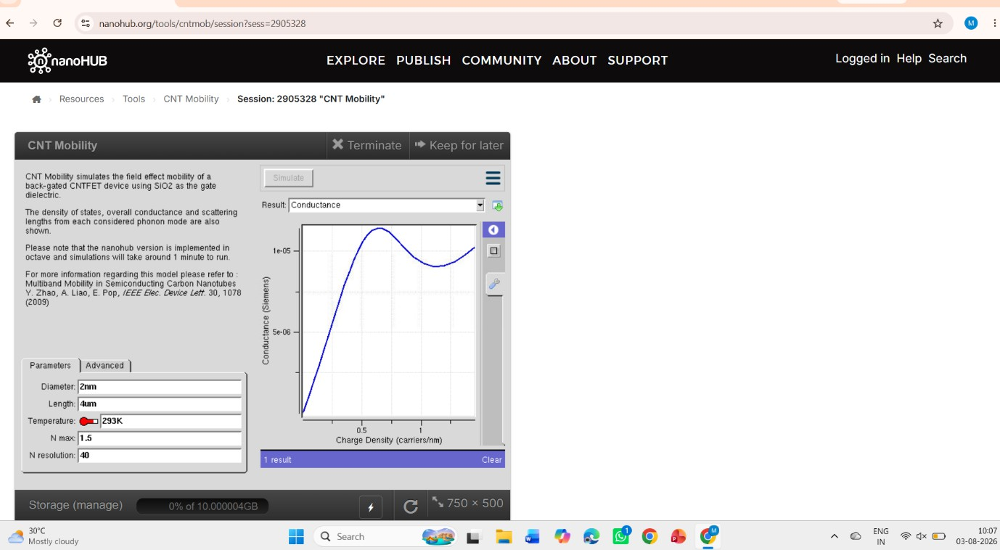 nanohub.org/tools/cntmob/session?sess=2905328
M
nanoHUB
EXPLORE PUBLISH COMMUNITY ABOUT SUPPORT
Logged in Help Search
Resources Tools CNT Mobility Session: 2905328 "CNT Mobility"
CNT Mobility
Terminate
Keep for later
CNT Mobility simulates the field effect mobility of a
back-gated CNTFET device using SiO2 as the gate
dielectric.
The density of states, overall conductance and scattering
lengths from each considered phonon mode are also
shown.
Please note that the nanohub version is implemented in
octave and simulations will take around 1 minute to run.
For more information regarding this model please refer to :
Multiband Mobility in Semiconducting Carbon Nanotubes
Y. Zhao, A. Liao, E. Pop, IEEE Elec. Device Lett. 30, 1078
(2009)
Parameters Advanced
Diameter: 2nm
Length: 4um
Temperature: 293K
N max: 1.5
N resolution: 40
Simulate
Result: Conductance
1e-05
5e-06
Conductance (Siemens)
0.5 1
Charge Density (carriers/nm)
1 result Clear
Storage (manage) 0% of 10.000004GB
750 × 500
30°C
Mostly cloudy
Search
1
M
ENG
IN
10:07
03-08-2026